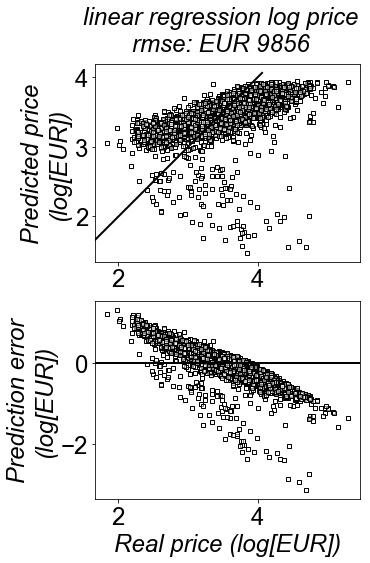 linear regression log price
rmse: EUR 9856
Predicted price
(log[EUR])
4
3
2
2
4
Prediction error
(log[EUR])
0
−2
2
4
Real price (log[EUR])